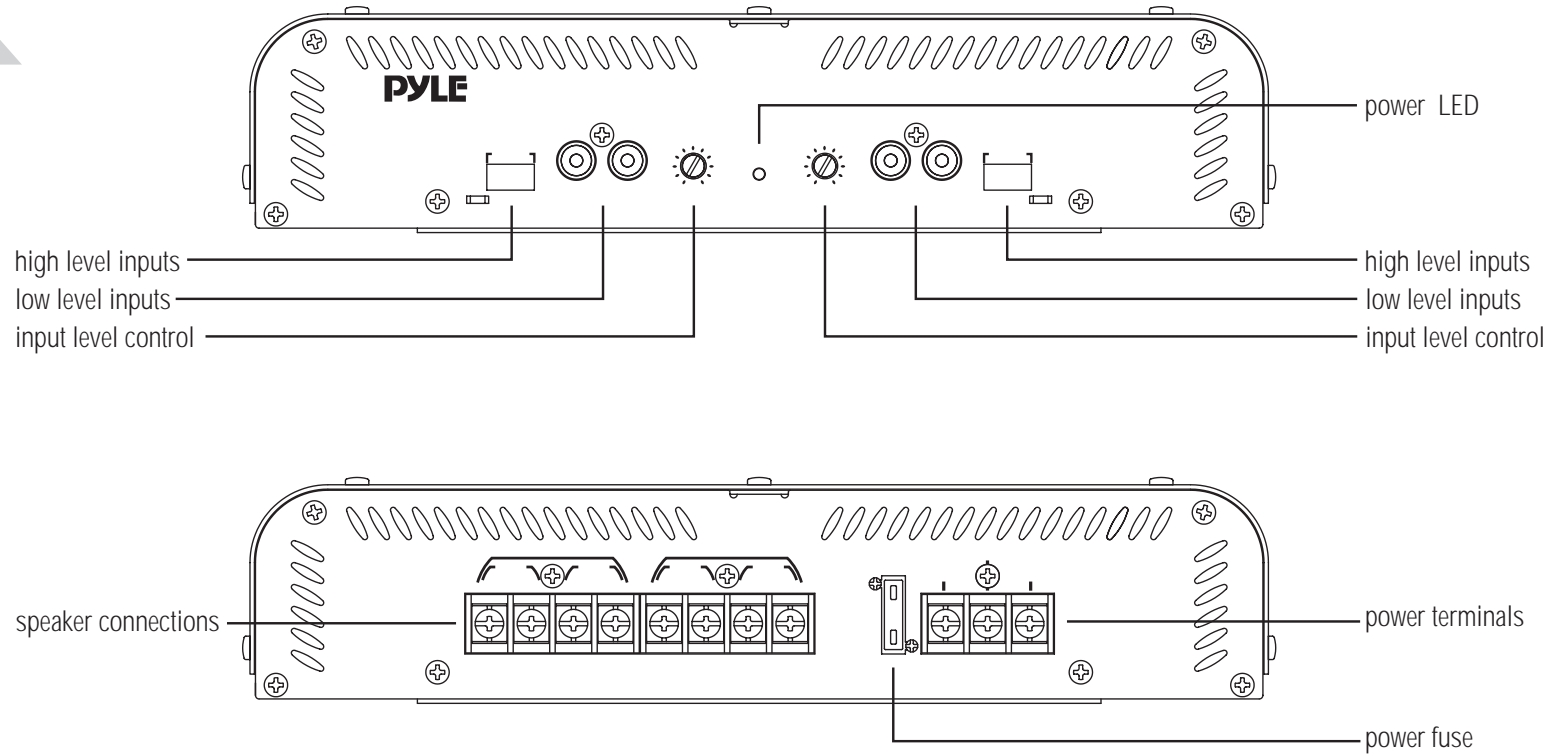 PYLE
power LED
high level inputs
low level inputs
input level control
high level inputs
low level inputs
input level control
speaker connections
power terminals
power fuse